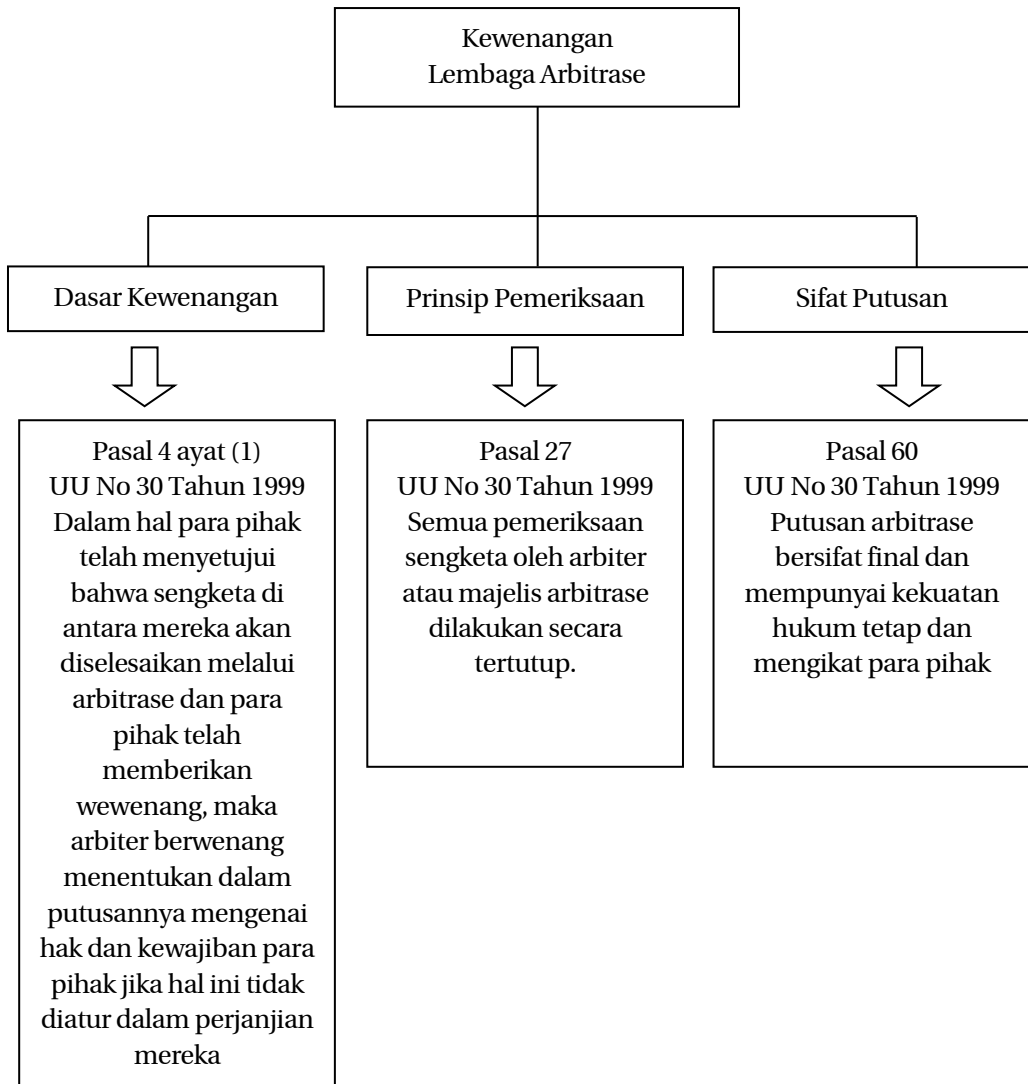 Kewenangan
Lembaga Arbitrase
Dasar Kewenangan
Prinsip Pemeriksaan
Sifat Putusan
Pasal 4 ayat (1)
UU No 30 Tahun 1999
Dalam hal para pihak
telah menyetujui
bahwa sengketa di
antara mereka akan
diselesaikan melalui
arbitrase dan para
pihak telah
memberikan
wewenang, maka
arbiter berwenang
menentukan dalam
putusannya mengenai
hak dan kewajiban para
pihak jika hal ini tidak
diatur dalam perjanjian
mereka
Pasal 27
UU No 30 Tahun 1999
Semua pemeriksaan
sengketa oleh arbiter
atau majelis arbitrase
dilakukan secara
tertutup.
Pasal 60
UU No 30 Tahun 1999
Putusan arbitrase
bersifat final dan
mempunyai kekuatan
hukum tetap dan
mengikat para pihak